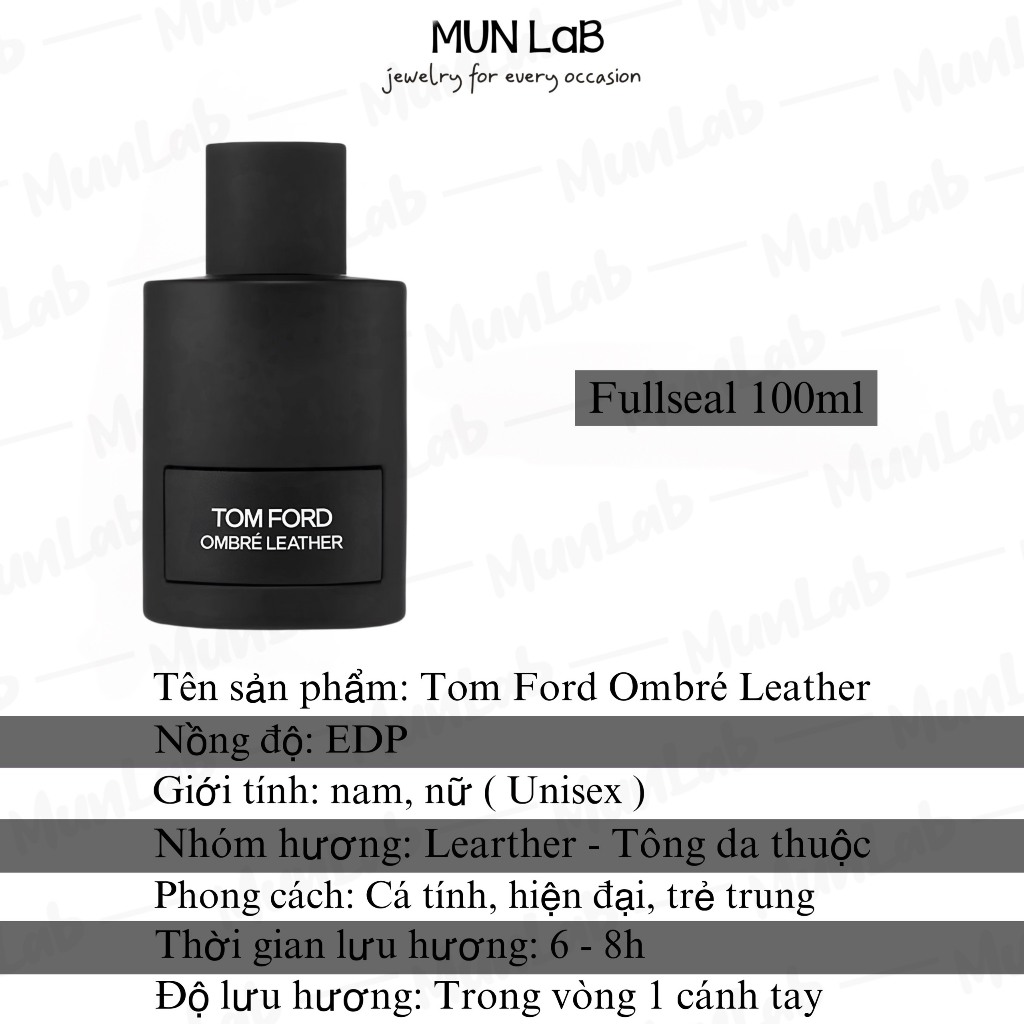 MUN LaB
jewelry for every occasion
Fullseal 100ml
TOM FORD
OMBRÉ LEATHER
Tên sản phẩm: Tom Ford Ombré Leather
Nồng độ: EDP
Giới tính: nam, nữ ( Unisex )
Nhóm hương: Learther - Tông da thuộc
Phong cách: Cá tính, hiện đại, trẻ trung
Thời gian lưu hương: 6 - 8h
Độ lưu hương: Trong vòng 1 cánh tay
MunLab